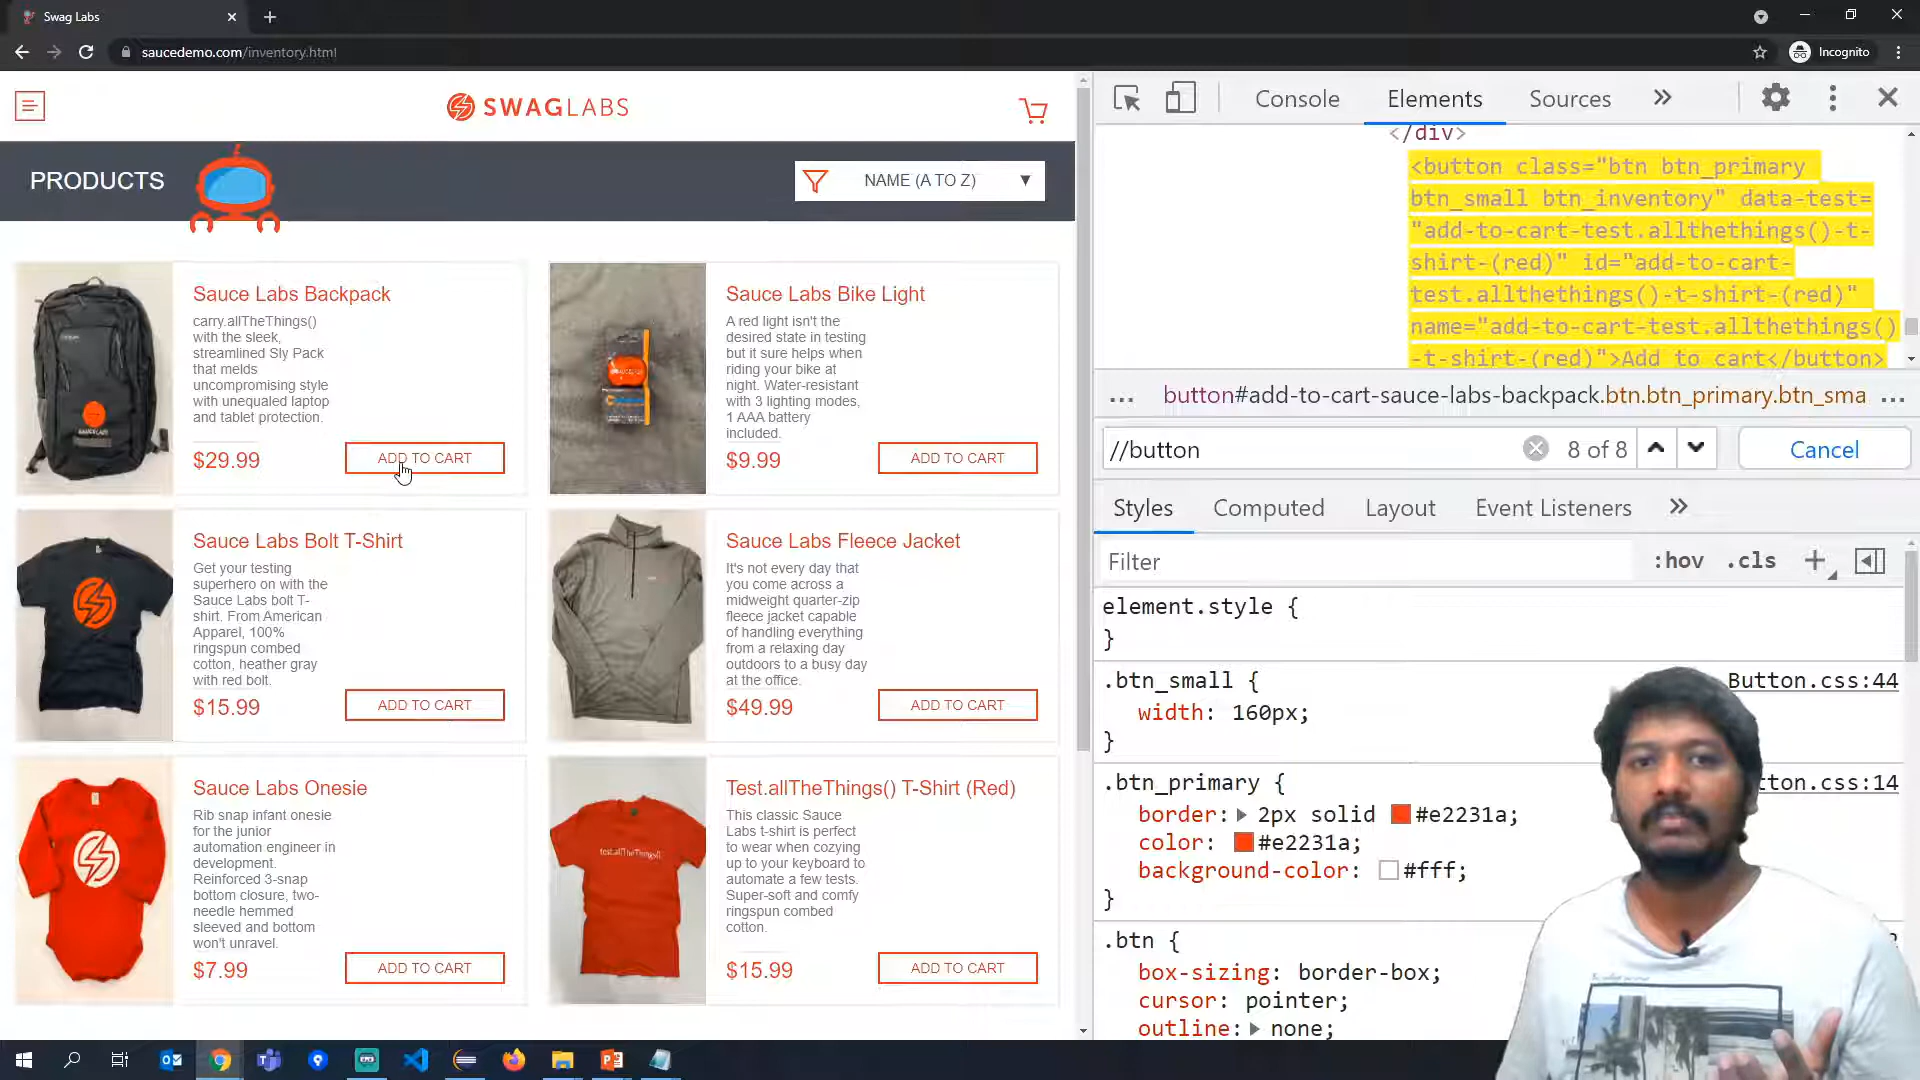 Swag Labs
saucedemo.com/inventory.html
Incognito
SWAGLABS
PRODUCTS
NAME (A TO Z)
Sauce Labs Backpack
carry.allTheThings()
with the sleek,
streamlined Sly Pack
that melds
uncompromising style
with unequaled laptop
and tablet protection.
$29.99
ADD TO CART
Sauce Labs Bike Light
A red light isn't the
desired state in testing
but it sure helps when
riding your bike at
night. Water-resistant
with 3 lighting modes,
1 AAA battery
included.
$9.99
ADD TO CART
Sauce Labs Bolt T-Shirt
Get your testing
superhero on with the
Sauce Labs bolt T-
shirt. From American
Apparel, 100%
ringspun combed
cotton, heather gray
with red bolt.
$15.99
ADD TO CART
Sauce Labs Fleece Jacket
It's not every day that
you come across a
midweight quarter-zip
fleece jacket capable
of handling everything
from a relaxing day
outdoors to a busy day
at the office.
$49.99
ADD TO CART
Sauce Labs Onesie
Rib snap infant onesie
for the junior
automation engineer in
development.
Reinforced 3-snap
bottom closure, two-
needle hemmed
sleeved and bottom
won't unravel.
$7.99
ADD TO CART
Test.allTheThings() T-Shirt (Red)
This classic Sauce
Labs t-shirt is perfect
to wear when cozying
up to your keyboard to
automate a few tests.
Super-soft and comfy
ringspun combed
cotton.
$15.99
ADD TO CART
test.allTheThings()
Console Elements Sources
</div>
<button class="btn btn_primary
btn_small btn_inventory" data-test=
"add-to-cart-test.allthethings()-t-
shirt-(red)" id="add-to-cart-
test.allthethings()-t-shirt-(red)"
name="add-to-cart-test.allthethings()
-t-shirt-(red)">Add to cart</button>
... button#add-to-cart-sauce-labs-backpack.btn.btn_primary.btn_sma ...
//button 8 of 8 Cancel
Styles Computed Layout Event Listeners
Filter :hov .cls
element.style {
}
.btn_small { Button.css:44
width: 160px;
}
.btn_primary { tton.css:14
border: 2px solid #e2231a;
color: #e2231a;
background-color: #fff;
}
.btn {
box-sizing: border-box;
cursor: pointer;
outline: none;